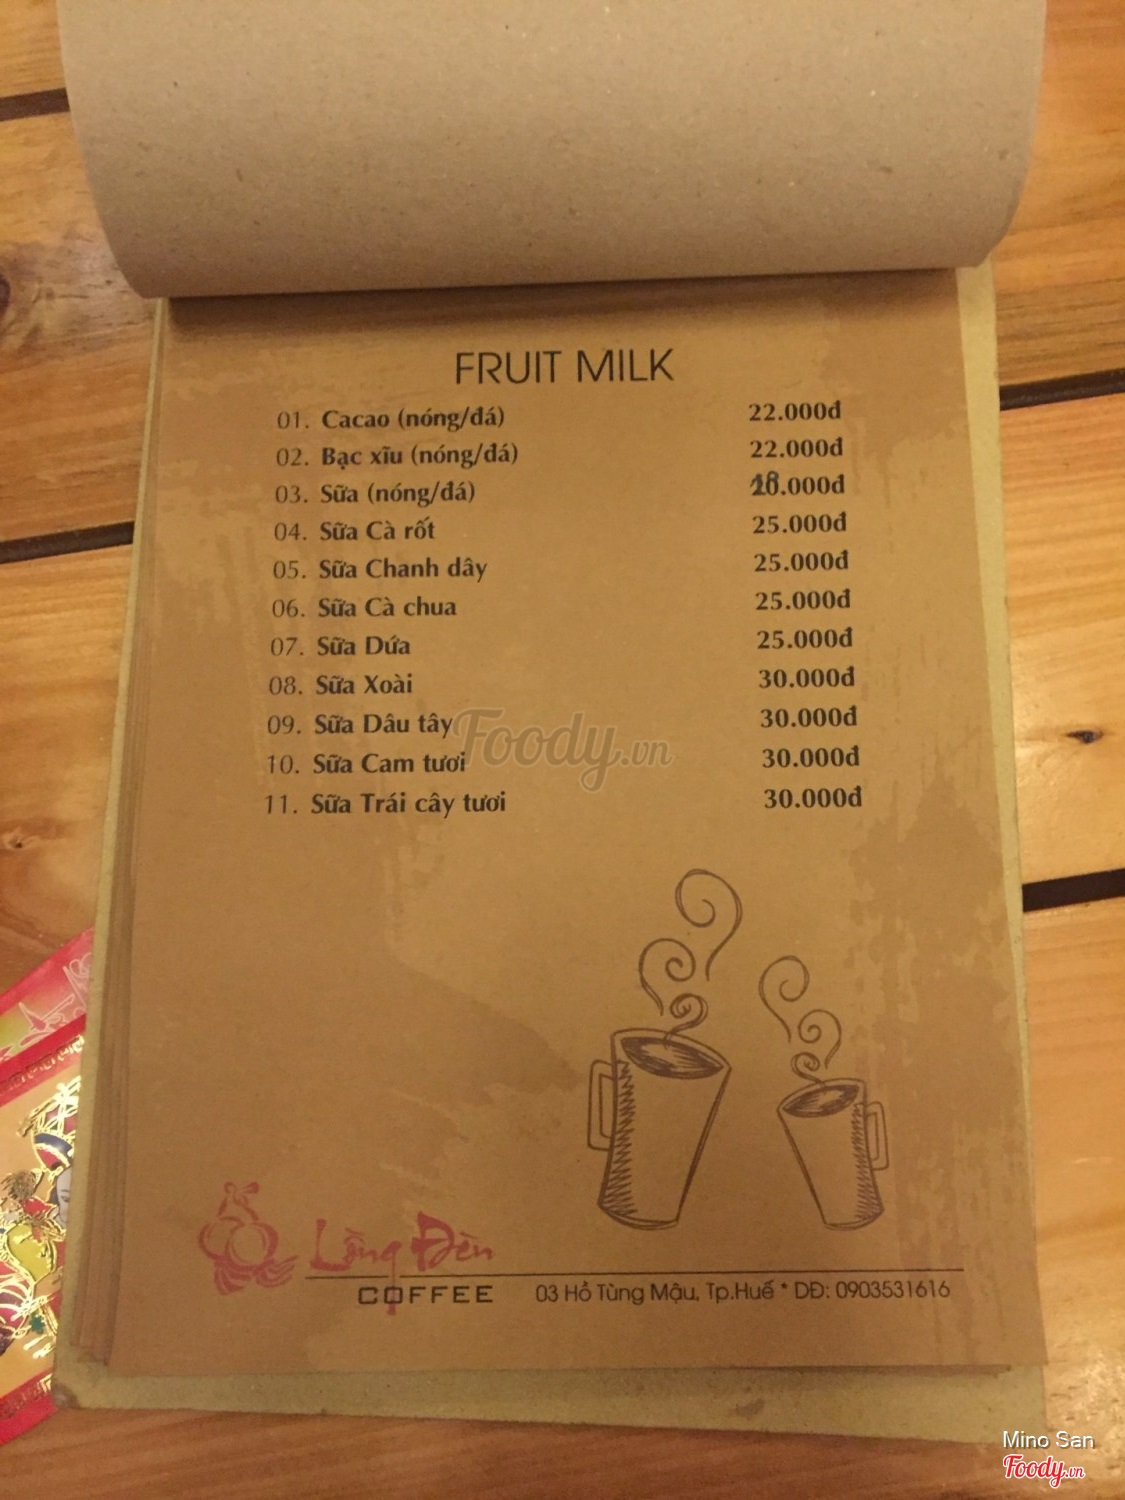 FRUIT MILK
01. Cacao (nóng/đá) 22.000đ
02. Bạc xĩu (nóng/đá) 22.000đ
03. Sữa (nóng/đá) 18.000đ
04. Sữa Cà rốt 25.000đ
05. Sữa Chanh dây 25.000đ
06. Sữa Cà chua 25.000đ
07. Sữa Dứa 25.000đ
08. Sữa Xoài 30.000đ
09. Sữa Dâu tây 30.000đ
Foody.vn
10. Sữa Cam tươi 30.000đ
11. Sữa Trái cây tươi 30.000đ
Lồng Đèn
COFFEE 03 Hồ Tùng Mậu, Tp.Huế * DĐ: 0903531616
Mino San
Foody.vn